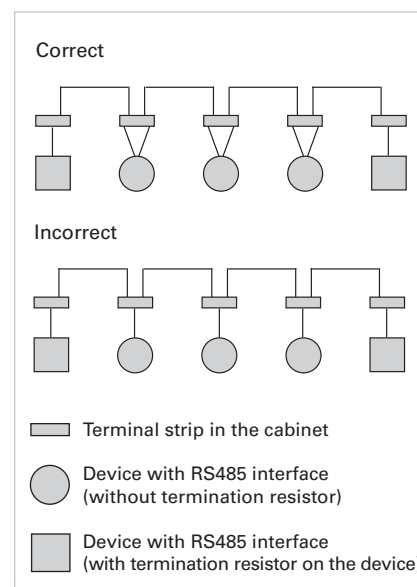 Correct
Incorrect
Terminal strip in the cabinet
Device with RS485 interface
(without termination resistor)
Device with RS485 interface
(with termination resistor on the device)